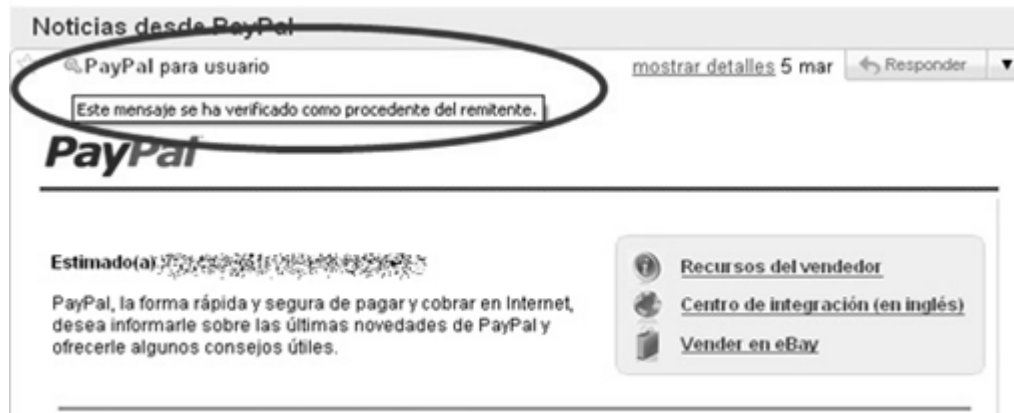 Noticias desde PayPal
PayPal para usuario
mostrar detalles 5 mar
Responder
Este mensaje se ha verificado como procedente del remitente.
PayPal
Estimado(a)
PayPal, la forma rápida y segura de pagar y cobrar en Internet,
desea informarle sobre las últimas novedades de PayPal y
ofrecerle algunos consejos útiles.
Recursos del vendedor
Centro de integración (en inglés)
Vender en eBay